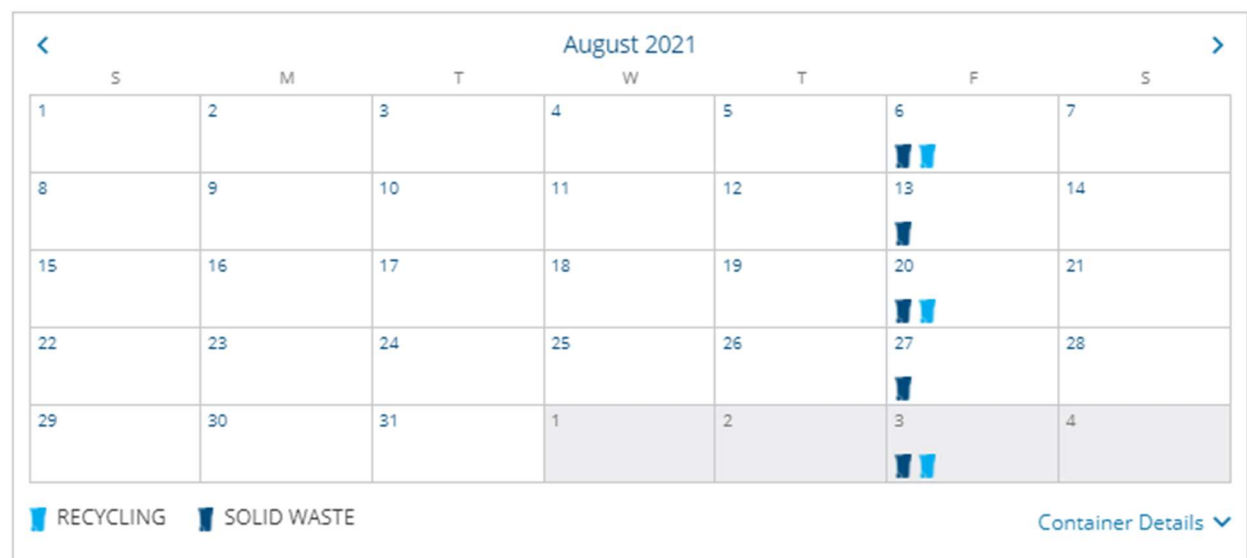 August 2021
S M T W T F S
1 2 3 4 5 6 7
8 9 10 11 12 13 14
15 16 17 18 19 20 21
22 23 24 25 26 27 28
29 30 31 1 2 3 4
RECYCLING SOLID WASTE Container Details